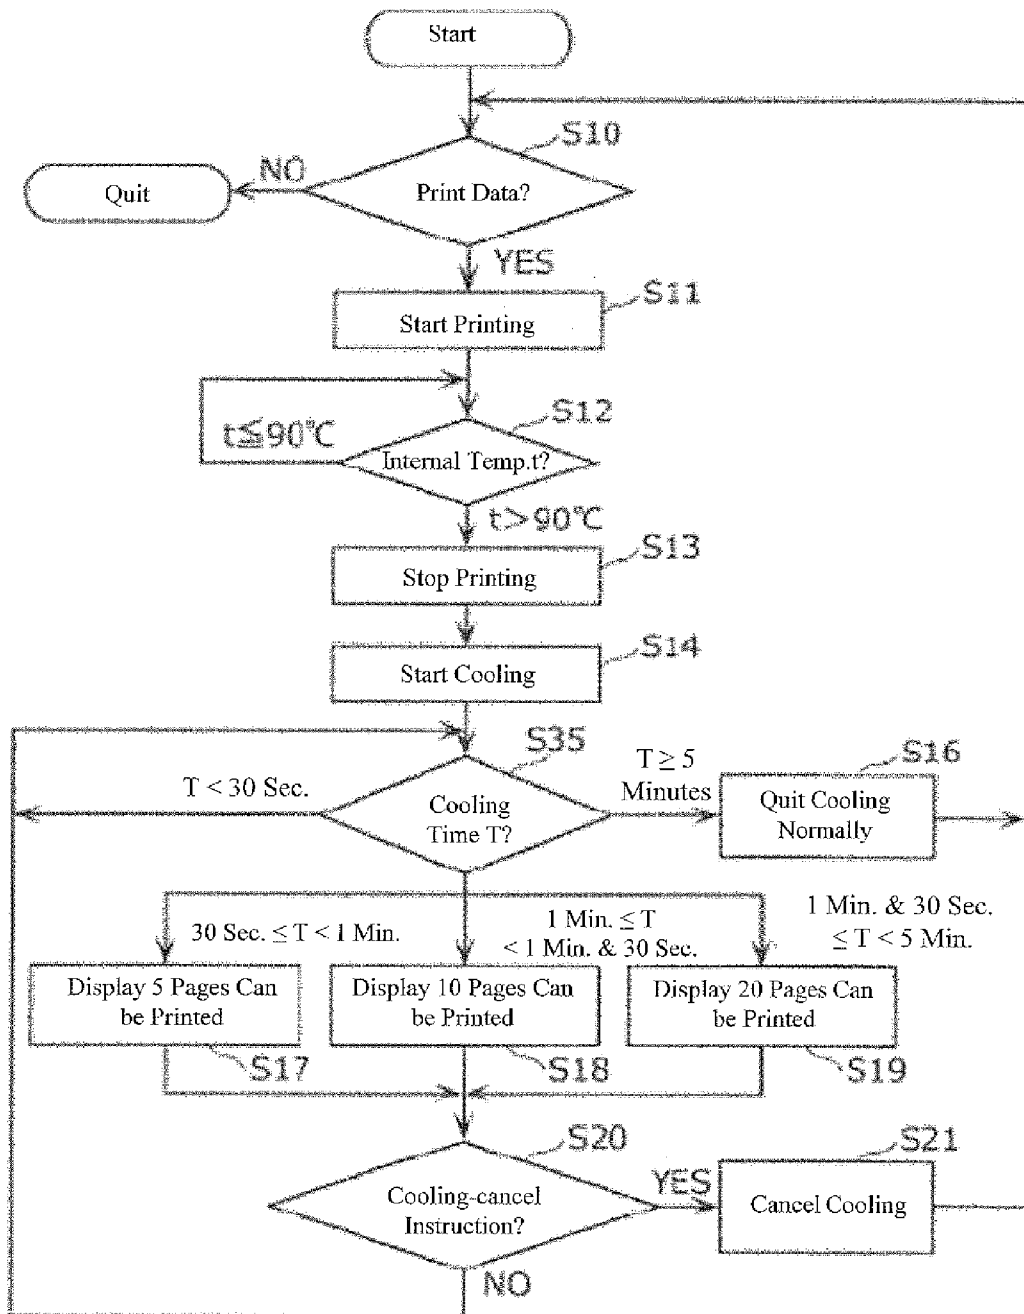 Start
S10
NO
Quit
Print Data?
YES
S11
Start Printing
S12
t≦90℃
Internal Temp.t?
t>90℃
S13
Stop Printing
S14
Start Cooling
S35
T < 30 Sec.
Cooling
Time T?
T ≥ 5
Minutes
S16
Quit Cooling
Normally
30 Sec. ≤ T < 1 Min.
1 Min. ≤ T
< 1 Min. & 30 Sec.
1 Min. & 30 Sec.
≤ T < 5 Min.
Display 5 Pages Can
be Printed
Display 10 Pages Can
be Printed
Display 20 Pages Can
be Printed
S17
S18
S19
S20
Cooling-cancel
Instruction?
YES
S21
Cancel Cooling
NO